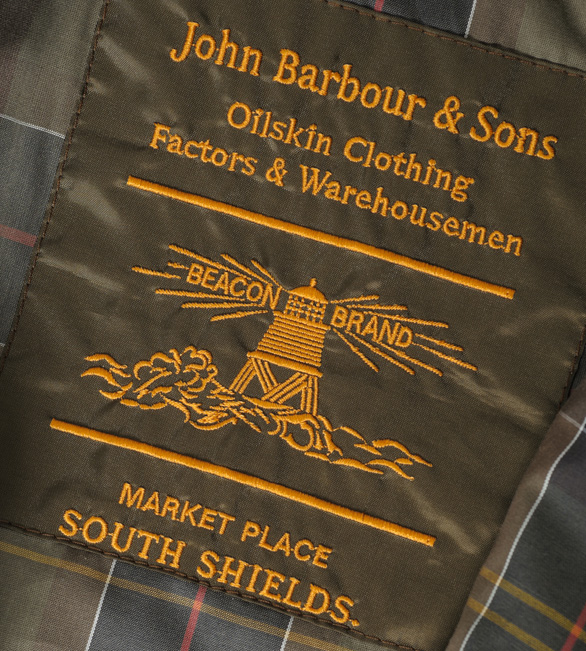 John Barbour & Sons
Oilskin Clothing
Factors & Warehousemen
BEACON BRAND
MARKET PLACE
SOUTH SHIELDS.